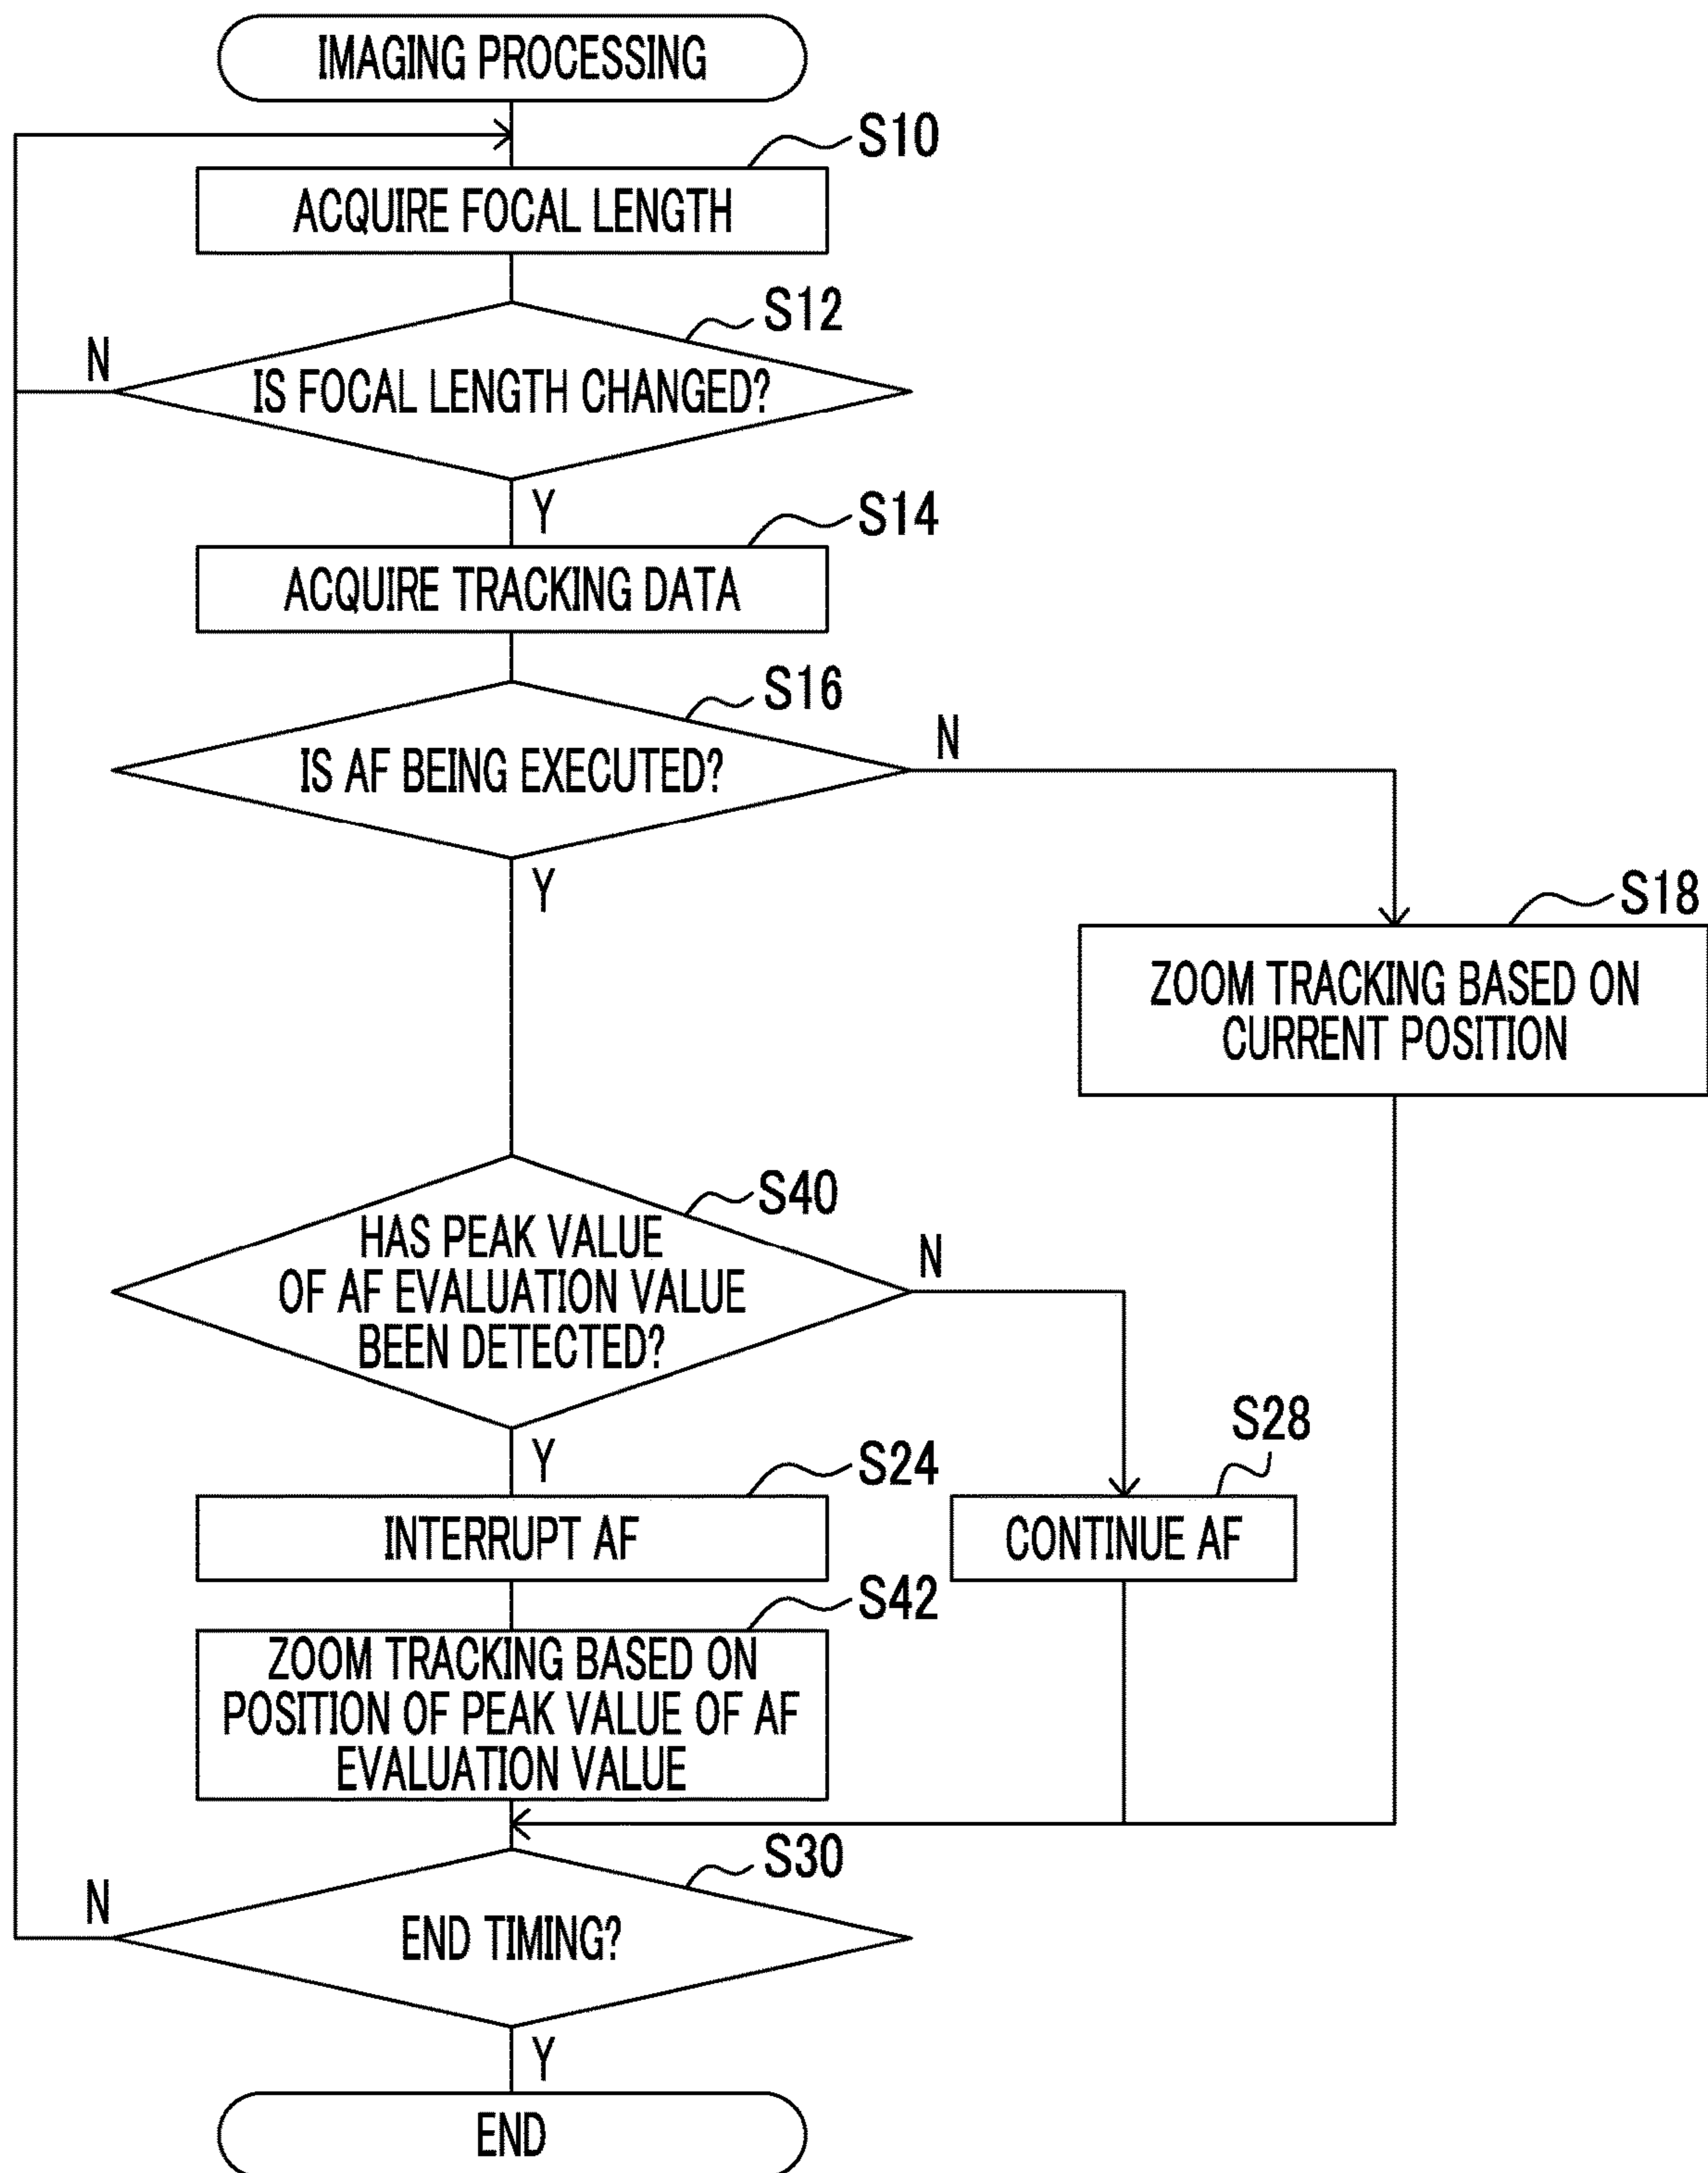 IMAGING PROCESSING
S10
ACQUIRE FOCAL LENGTH
S12
N
IS FOCAL LENGTH CHANGED?
Y
S14
ACQUIRE TRACKING DATA
S16
N
IS AF BEING EXECUTED?
Y
S18
ZOOM TRACKING BASED ON
CURRENT POSITION
S40
HAS PEAK VALUE
OF AF EVALUATION VALUE
BEEN DETECTED?
N
Y
S24
INTERRUPT AF
S28
CONTINUE AF
S42
ZOOM TRACKING BASED ON
POSITION OF PEAK VALUE OF AF
EVALUATION VALUE
S30
N
END TIMING?
Y
END